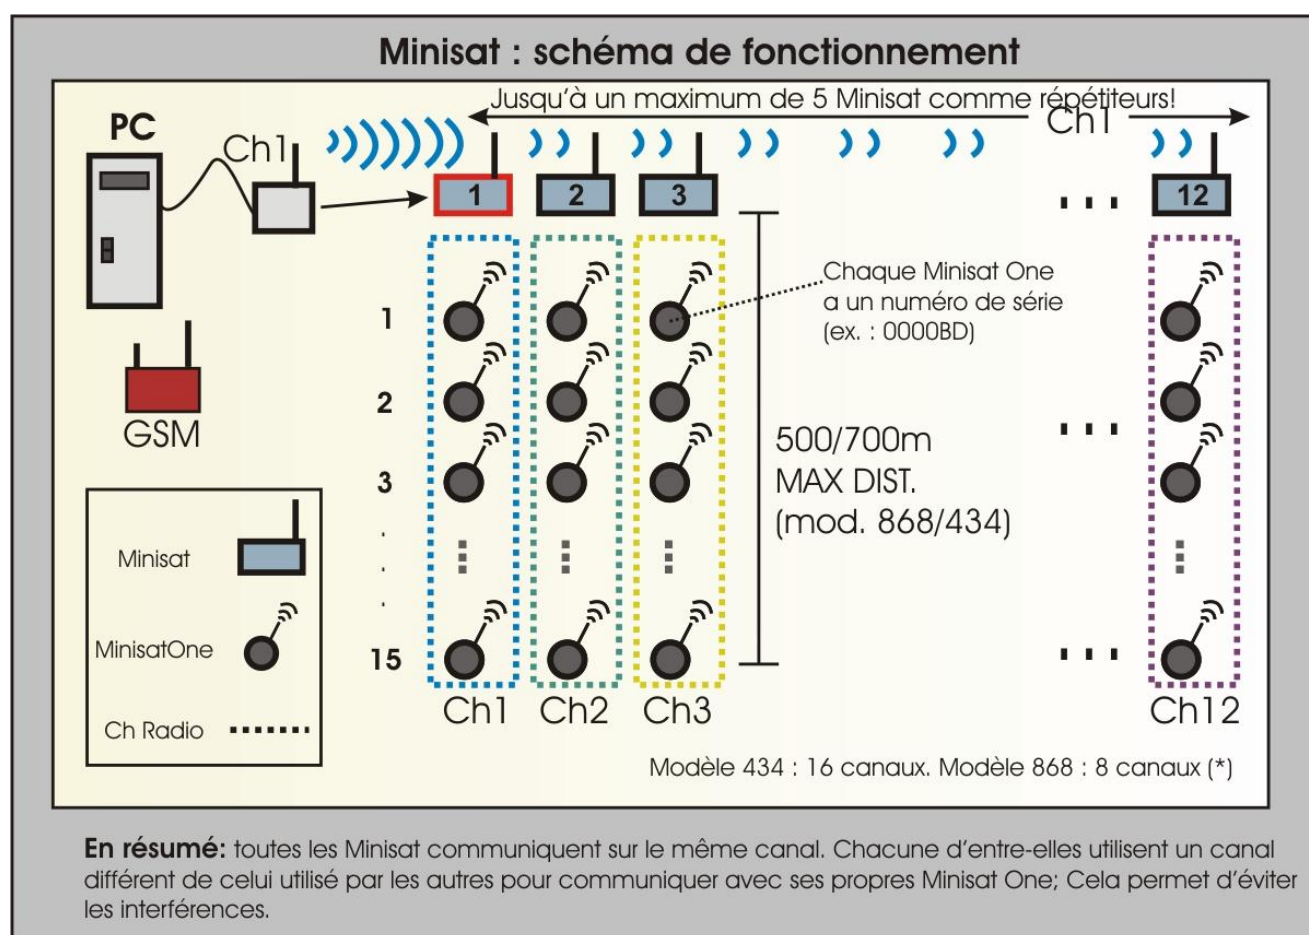 Minisat : schéma de fonctionnement
Jusqu'à un maximum de 5 Minisat comme répétiteurs!
PC
Ch1
Ch1
1
2
3
. . .
12
Chaque Minisat One
a un numéro de série
(ex. : 0000BD)
1
2
3
.
.
.
15
GSM
. . .
500/700m
MAX DIST.
(mod. 868/434)
. . .
Minisat
MinisatOne
Ch Radio
Ch1
Ch2
Ch3
Ch12
Modèle 434 : 16 canaux. Modèle 868 : 8 canaux (*)
En résumé: toutes les Minisat communiquent sur le même canal. Chacune d'entre-elles utilisent un canal
différent de celui utilisé par les autres pour communiquer avec ses propres Minisat One; Cela permet d'éviter
les interférences.